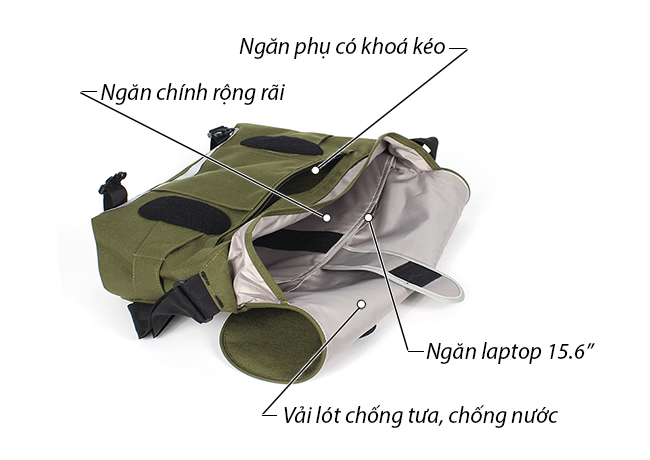 Ngăn phụ có khoá kéo
Ngăn chính rộng rãi
Ngăn laptop 15.6”
Vải lót chống tưa, chống nước